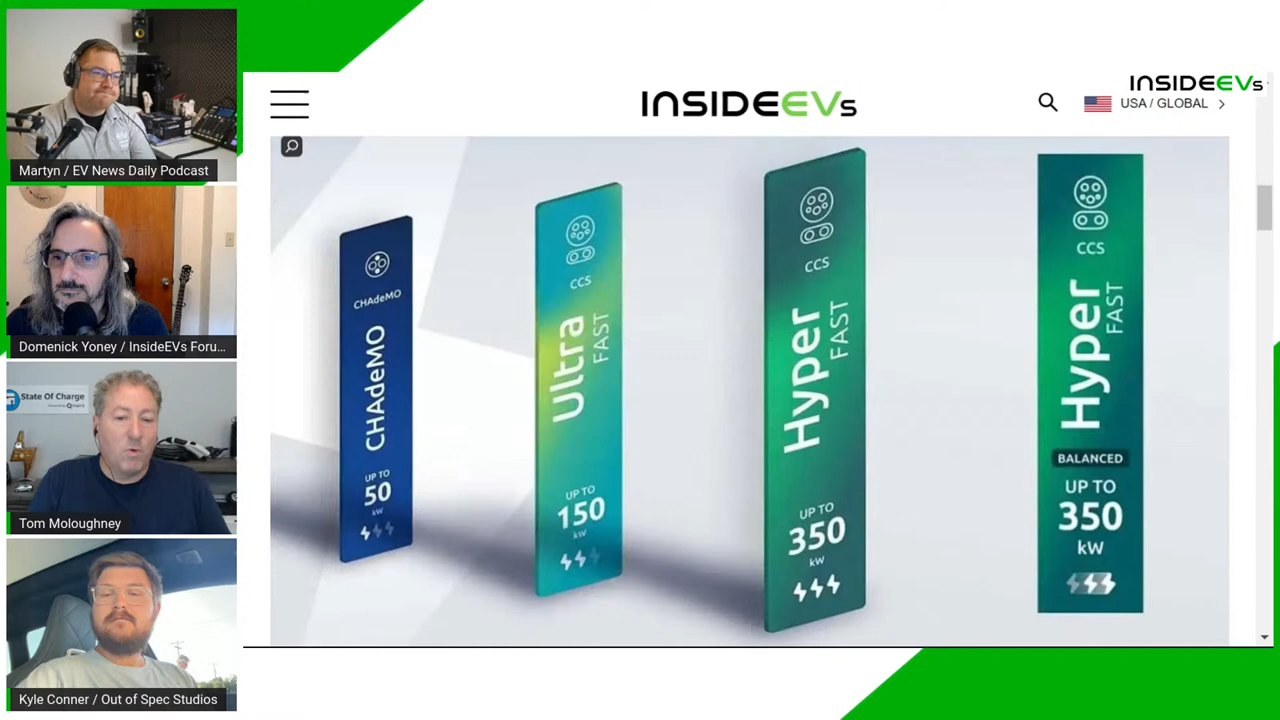 Martyn / EV News Daily Podcast
Domenick Yoney / InsideEVs Foru...
State Of Charge
Tom Moloughney
Kyle Conner / Out of Spec Studios
INSIDEEVs
INSIDEEVs
USA / GLOBAL
CHAdeMO
CHAdeMO
UP TO
50
kW
CCS
Ultra
FAST
UP TO
150
kW
CCS
Hyper
FAST
UP TO
350
kW
CCS
Hyper
FAST
BALANCED
UP TO
350
kW